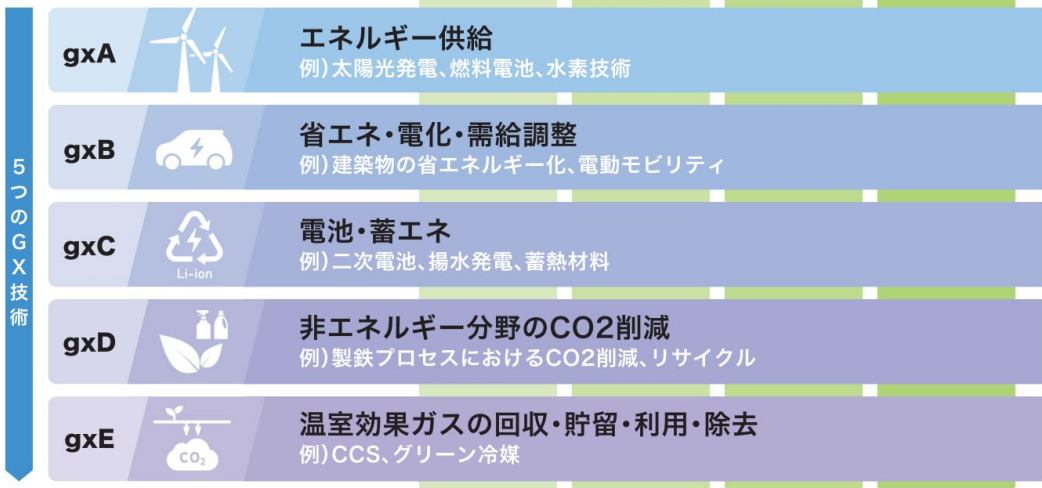 5つのGX技術
gxA
エネルギー供給
例)太陽光発電、燃料電池、水素技術
gxB
省エネ・電化・需給調整
例)建築物の省エネルギー化、電動モビリティ
gxC
Li-ion
電池・蓄エネ
例)二次電池、揚水発電、蓄熱材料
gxD
非エネルギー分野のCO2削減
例)製鉄プロセスにおけるCO2削減、リサイクル
gxE
CO₂
温室効果ガスの回収・貯留・利用・除去
例)CCS、グリーン冷媒